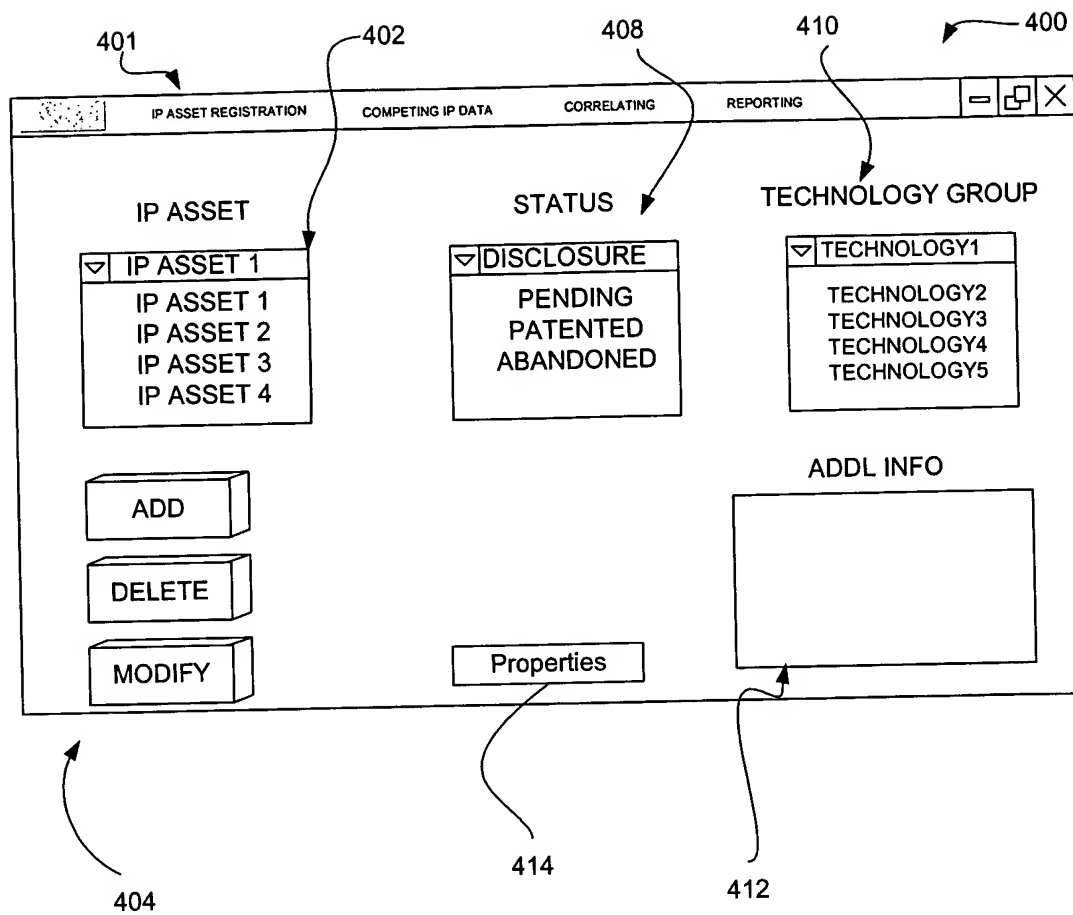 401
402
408
410
400
IP ASSET REGISTRATION COMPETING IP DATA CORRELATING REPORTING
IP ASSET
STATUS
TECHNOLOGY GROUP
IP ASSET 1
IP ASSET 1
IP ASSET 2
IP ASSET 3
IP ASSET 4
DISCLOSURE
PENDING
PATENTED
ABANDONED
TECHNOLOGY1
TECHNOLOGY2
TECHNOLOGY3
TECHNOLOGY4
TECHNOLOGY5
ADD
DELETE
MODIFY
Properties
ADDL INFO
404
414
412